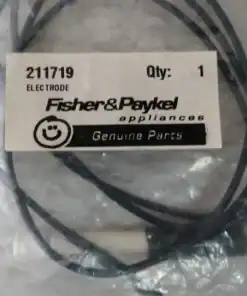 211719 Qty: 1
ELECTRODE
Fisher&Paykel
appliances
Genuine Parts